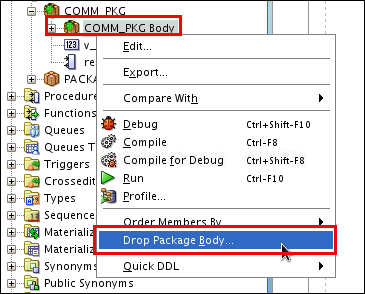 COMM_PKG
COMM_PKG Body
v_
re
PACKA
Procedure
Functions
Queues
Queues T
Triggers
Crossedit
Types
Sequence
Materializ
Materializ
Synonyms
Public Synonyms
Edit...
Export...
Compare With
Debug Ctrl+Shift-F10
Compile Ctrl-F8
Compile for Debug Ctrl+Shift-F8
Run Ctrl-F10
Profile...
Order Members By
Drop Package Body...
Quick DDL